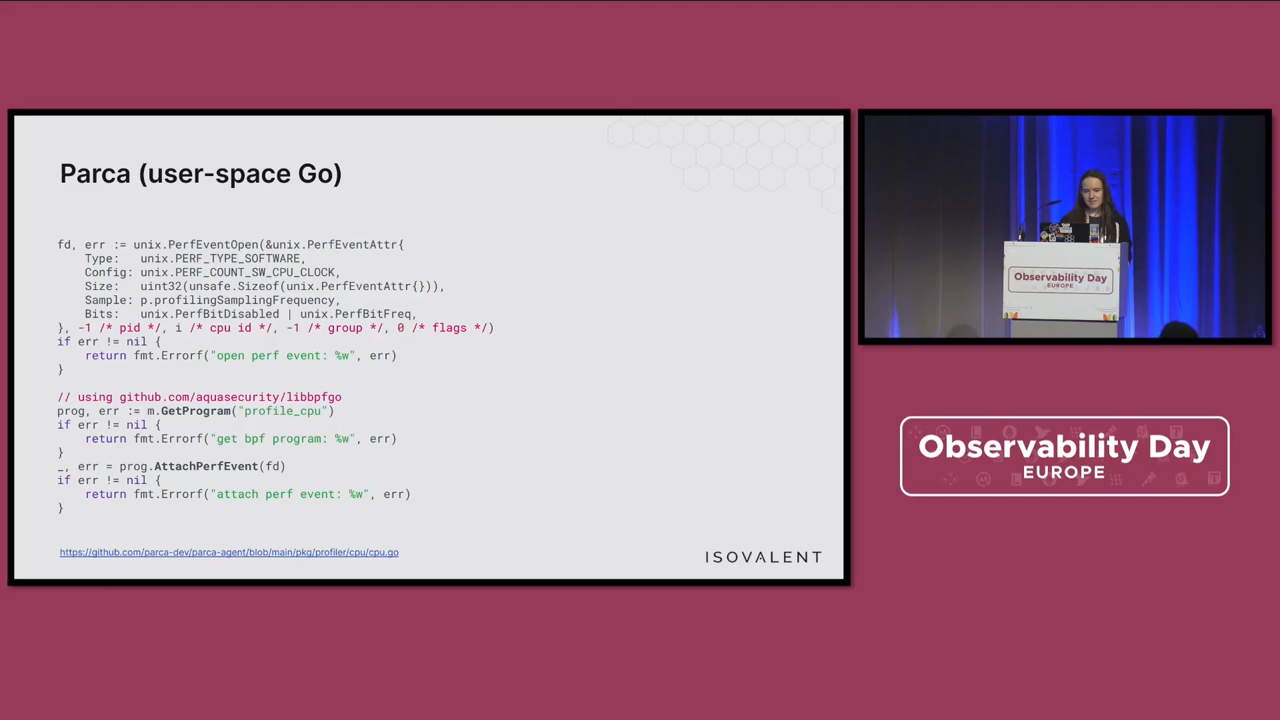 Parca (user-space Go)
fd, err := unix.PerfEventOpen(&unix.PerfEventAttr{
    Type:   unix.PERF_TYPE_SOFTWARE,
    Config: unix.PERF_COUNT_SW_CPU_CLOCK,
    Size:   uint32(unsafe.Sizeof(unix.PerfEventAttr{})),
    Sample: p.profilingSamplingFrequency,
    Bits:   unix.PerfBitDisabled | unix.PerfBitFreq,
}, -1 /* pid */, i /* cpu id */, -1 /* group */, 0 /* flags */)
if err != nil {
    return fmt.Errorf("open perf event: %w", err)
}
// using github.com/aquasecurity/libbpfgo
prog, err := m.GetProgram("profile_cpu")
if err != nil {
    return fmt.Errorf("get bpf program: %w", err)
}
_, err = prog.AttachPerfEvent(fd)
if err != nil {
    return fmt.Errorf("attach perf event: %w", err)
}
https://github.com/parca-dev/parca-agent/blob/main/pkg/profiler/cpu/cpu.go
ISOVALENT
Observability Day
EUROPE
Observability Day
EUROPE